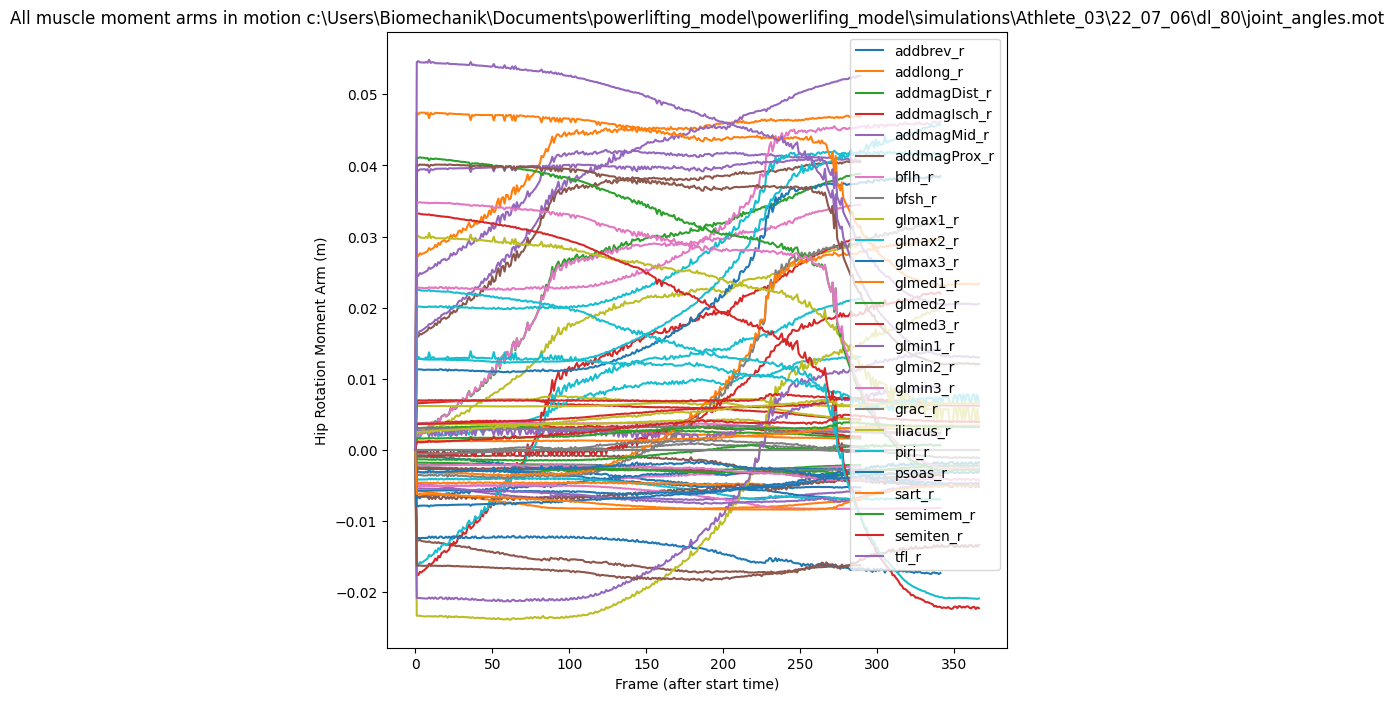 All muscle moment arms in motion c:\Users\Biomechanik\Documents\powerlifting_model\powerlifing_model\simulations\Athlete_03\22_07_06\dl_80\joint_angles.mot
addbrev_r
addlong_r
addmagDist_r
addmagIsch_r
addmagMid_r
addmagProx_r
bflh_r
bfsh_r
glmax1_r
glmax2_r
glmax3_r
glmed1_r
glmed2_r
glmed3_r
glmin1_r
glmin2_r
glmin3_r
grac_r
iliacus_r
piri_r
psoas_r
sart_r
semimem_r
semiten_r
tfl_r
Hip Rotation Moment Arm (m)
0.05
0.04
0.03
0.02
0.01
0.00
−0.01
−0.02
0 50 100 150 200 250 300 350
Frame (after start time)